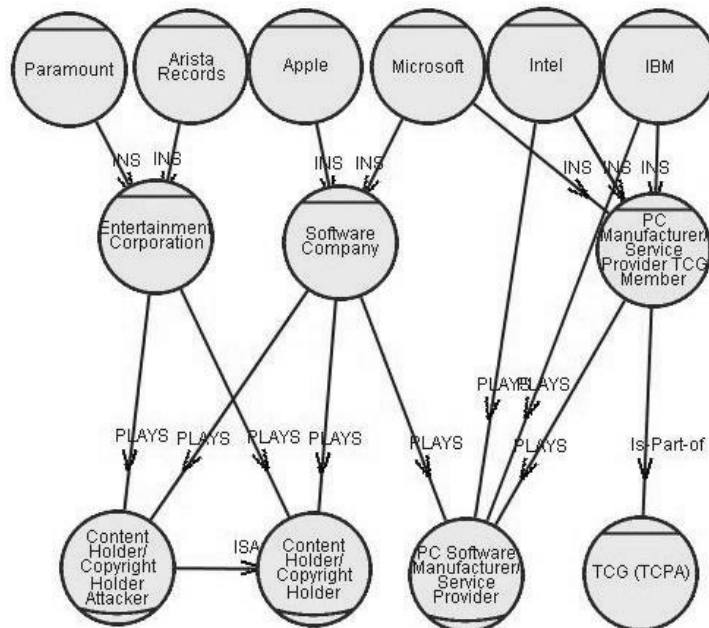 Paramount
Arista
Records
Apple
Microsoft
Intel
IBM
INS
INS
INS
INS
INS
INS
INS
Entertainment
Corporation
Software
Company
PC
Manufacturer/
Service
Provider TCG
Member
PLAYS
PLAYS
PLAYS
PLAYS
PLAYS
PLAYS
PLAYS
PLAYS
Is-Part-of
Content
Holder/
Copyright
Holder
Attacker
ISA
Content
Holder/
Copyright
Holder
PC Software
Manufacturer/
Service
Provider
TCG (TCPA)